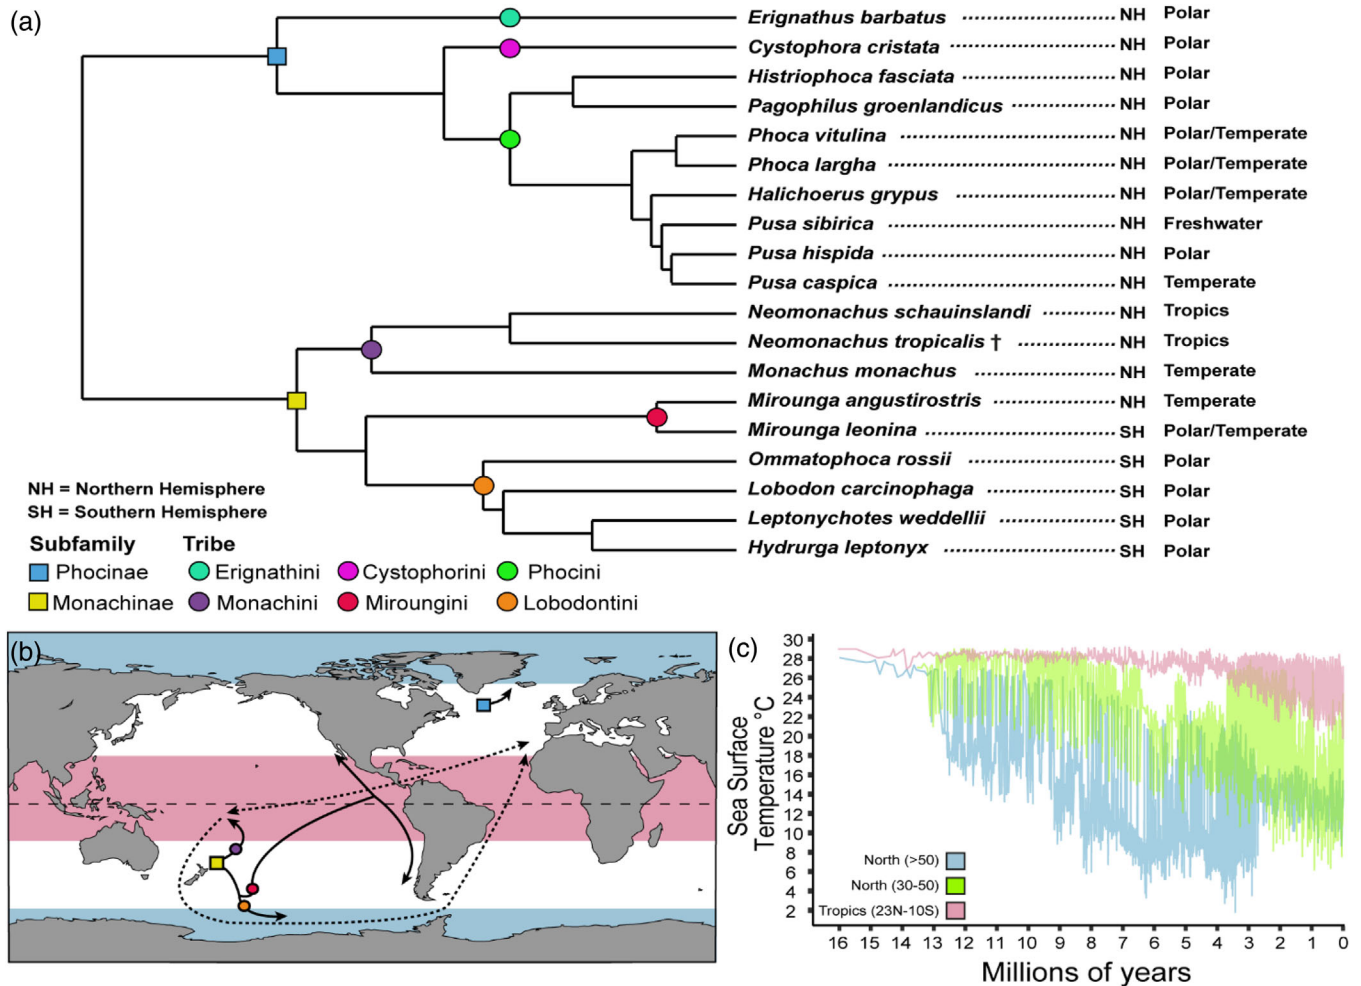 (a)
Erignathus barbatus NH Polar
Cystophora cristata NH Polar
Histriophoca fasciata NH Polar
Pagophilus groenlandicus NH Polar
Phoca vitulina NH Polar/Temperate
Phoca largha NH Polar/Temperate
Halichoerus grypus NH Polar/Temperate
Pusa sibirica NH Freshwater
Pusa hispida NH Polar
Pusa caspica NH Temperate
Neomonachus schauinslandi NH Tropics
Neomonachus tropicalis † NH Tropics
Monachus monachus NH Temperate
Mirounga angustirostris NH Temperate
Mirounga leonina SH Polar/Temperate
Ommatophoca rossii SH Polar
Lobodon carcinophaga SH Polar
Leptonychotes weddellii SH Polar
Hydrurga leptonyx SH Polar
NH = Northern Hemisphere
SH = Southern Hemisphere
Subfamily Tribe
Phocinae Erignathini Cystophorini Phocini
Monachinae Monachini Miroungini Lobodontini
(b)
(c)
Sea Surface
Temperature °C
30
28
26
24
22
20
18
16
14
12
10
8
6
4
2
North (>50)
North (30-50)
Tropics (23N-10S)
16 15 14 13 12 11 10 9 8 7 6 5 4 3 2 1 0
Millions of years